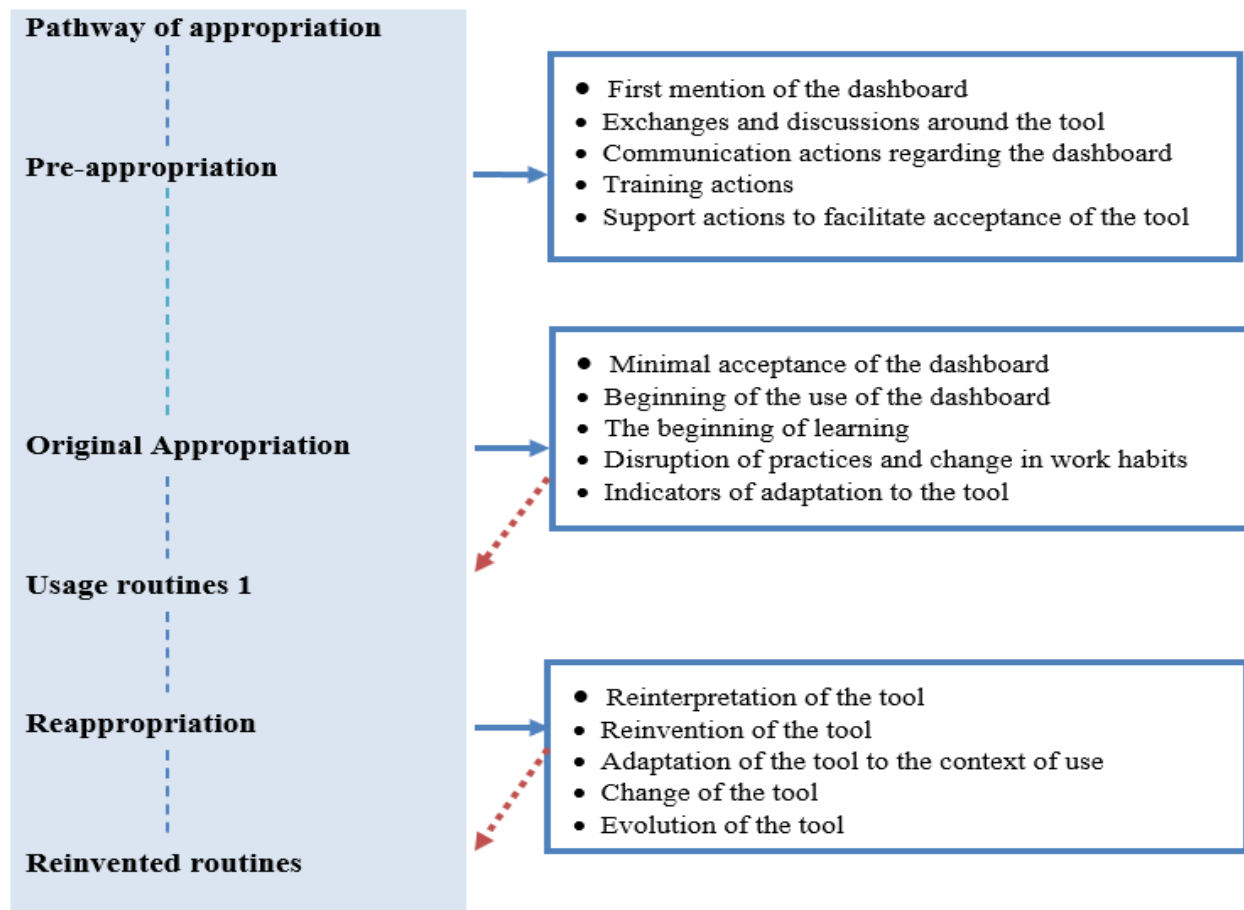 Pathway of appropriation
Pre-appropriation
• First mention of the dashboard
• Exchanges and discussions around the tool
• Communication actions regarding the dashboard
• Training actions
• Support actions to facilitate acceptance of the tool
Original Appropriation
• Minimal acceptance of the dashboard
• Beginning of the use of the dashboard
• The beginning of learning
• Disruption of practices and change in work habits
• Indicators of adaptation to the tool
Usage routines 1
Reappropriation
• Reinterpretation of the tool
• Reinvention of the tool
• Adaptation of the tool to the context of use
• Change of the tool
• Evolution of the tool
Reinvented routines